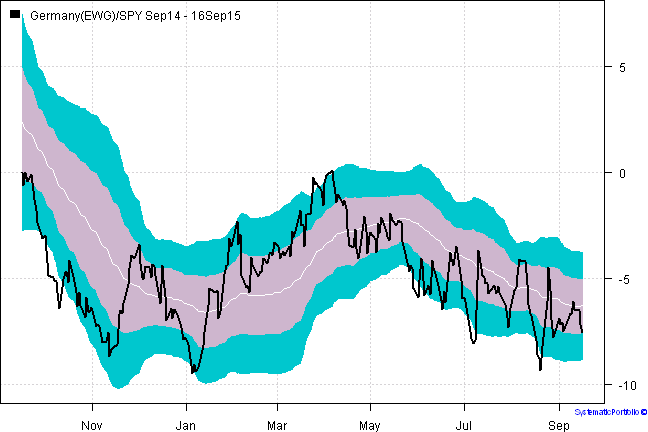 Germany(EWG)/SPY Sep14 - 16Sep15
5
0
-5
-10
Nov Jan Mar May Jul Sep
SystematicPortfolio ©